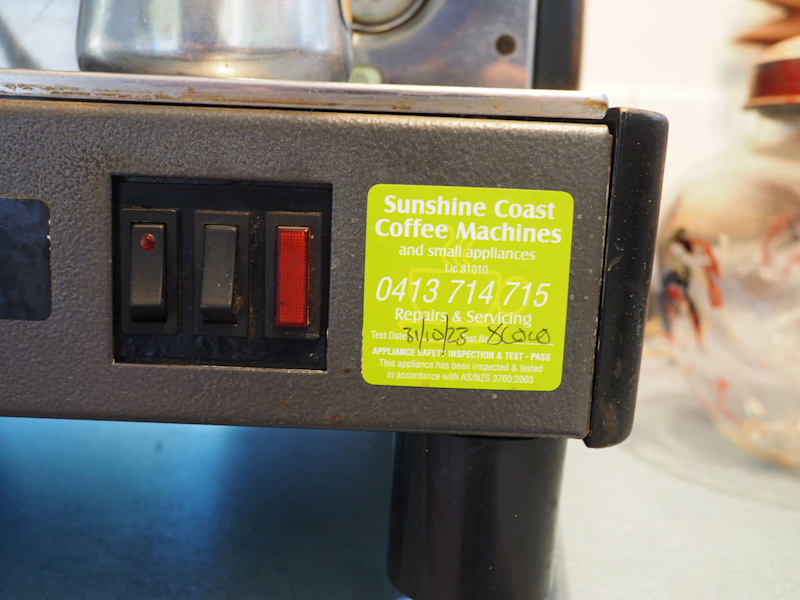 Sunshine Coast
Coffee Machines
and small appliances
Lic 81010
0413 714 715
Repairs & Servicing
Test Date 31/10/23 Test No
APPLIANCE SAFETY INSPECTION & TEST - PASS
This appliance has been inspected & tested
in accordance with AS/NZS 3760:2003